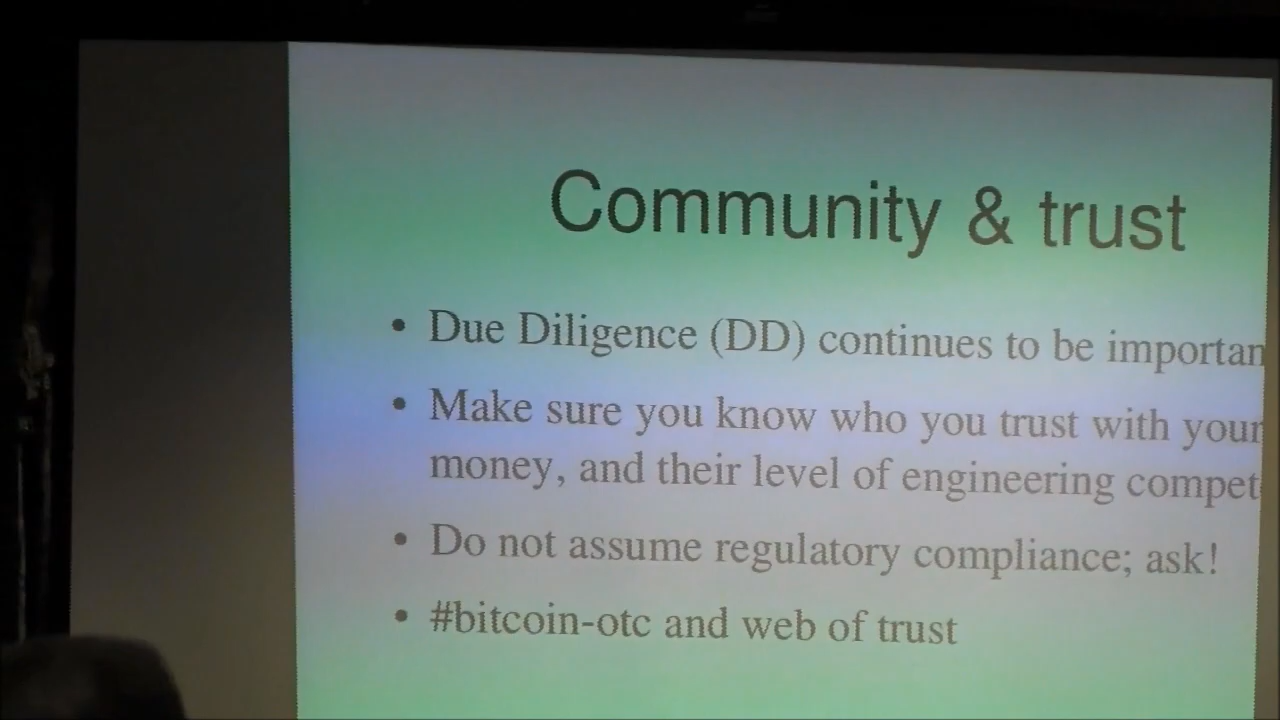 Community & trust
• Due Diligence (DD) continues to be importan
• Make sure you know who you trust with your
money, and their level of engineering compet
• Do not assume regulatory compliance; ask!
• #bitcoin-otc and web of trust